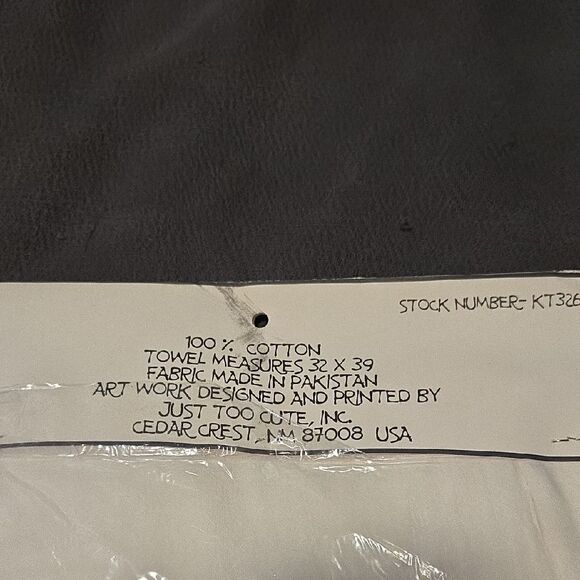 STOCK NUMBER- KT326
100 % COTTON
TOWEL MEASURES 32 X 39
FABRIC MADE IN PAKISTAN
ART WORK DESIGNED AND PRINTED BY
JUST TOO CUTE, INC.
CEDAR CREST, NM 87008 USA